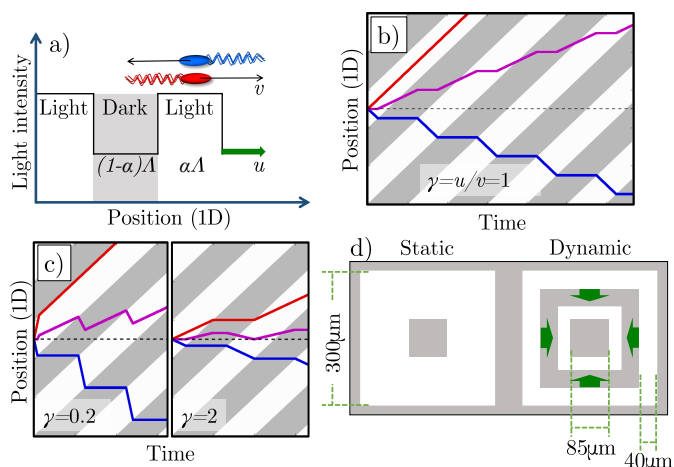 a)
Light intensity
Light
Dark
Light
v
(1-α)Λ
αΛ
u
Position (1D)
b)
Position (1D)
γ=u/v=1
Time
c)
Position (1D)
γ=0.2
γ=2
Time
d)
Static
Dynamic
300μm
85μm
40μm